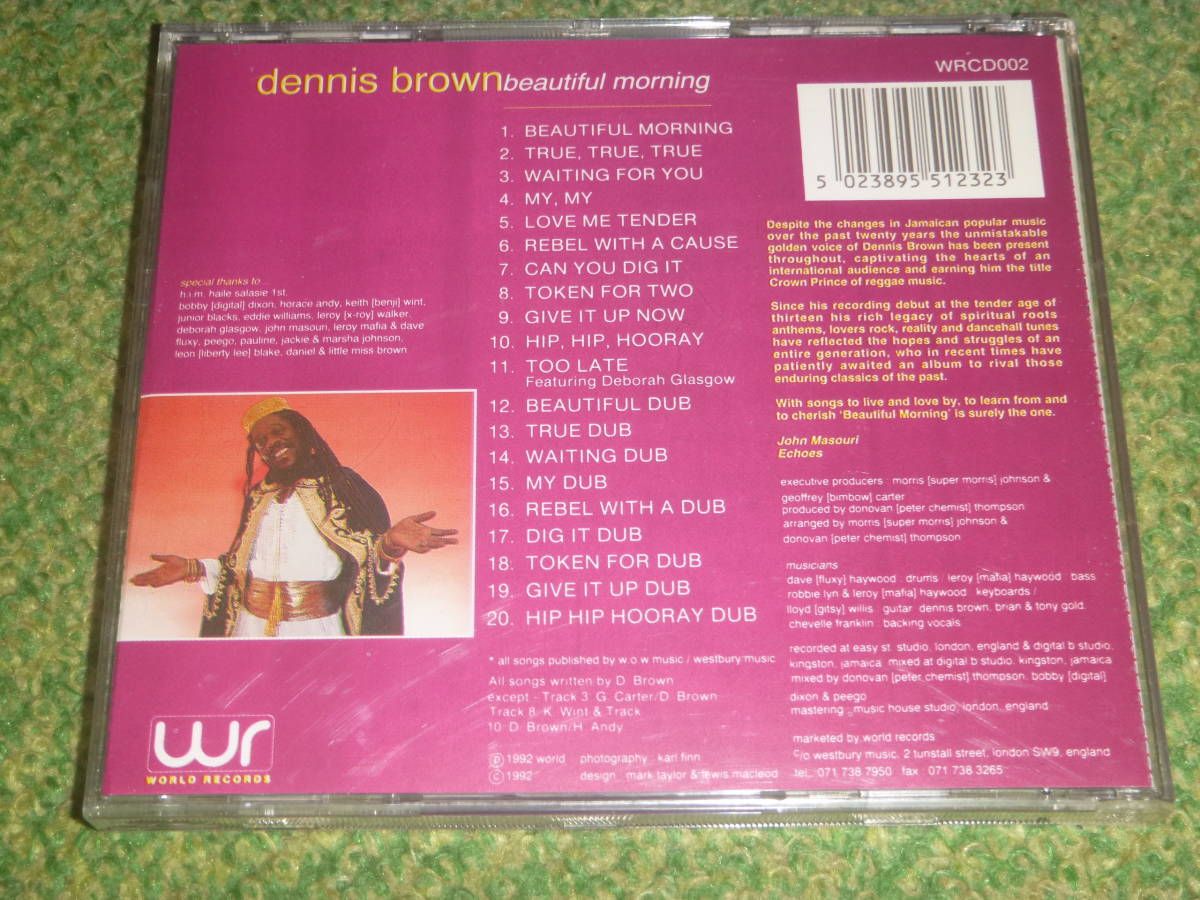 dennis brown beautiful morning
WRCD002
5 023895 512323
1. BEAUTIFUL MORNING
2. TRUE, TRUE, TRUE
3. WAITING FOR YOU
4. MY, MY
5. LOVE ME TENDER
6. REBEL WITH A CAUSE
7. CAN YOU DIG IT
8. TOKEN FOR TWO
9. GIVE IT UP NOW
10. HIP, HIP, HOORAY
11. TOO LATE
Featuring Deborah Glasgow
12. BEAUTIFUL DUB
13. TRUE DUB
14. WAITING DUB
15. MY DUB
16. REBEL WITH A DUB
17. DIG IT DUB
18. TOKEN FOR DUB
19. GIVE IT UP DUB
20. HIP HIP HOORAY DUB
* all songs published by w.o.w music / westbury music
All songs written by D. Brown
except - Track 3. G. Carter/D. Brown
Track 8. K. Wint & Track
10. D. Brown/H. Andy
℗ 1992 world photography : karl finn
© 1992 design : mark taylor & lewis macleod
special thanks to...
h.i.m. haile salasie 1st.
bobby [digital] dixon, horace andy, keith [benji] wint,
junior blacks, eddie williams, leroy [x-roy] walker,
deborah glasgow, john masouri, leroy mafia & dave
fluxy, peego, pauline, jackie & marsha johnson,
leon [liberty lee] blake, daniel & little miss brown
wr
WORLD RECORDS
Despite the changes in Jamaican popular music
over the past twenty years the unmistakable
golden voice of Dennis Brown has been present
throughout, captivating the hearts of an
international audience and earning him the title
Crown Prince of reggae music.
Since his recording debut at the tender age of
thirteen his rich legacy of spiritual roots
anthems, lovers rock, reality and dancehall tunes
have reflected the hopes and struggles of an
entire generation, who in recent times have
patiently awaited an album to rival those
enduring classics of the past.
With songs to live and love by, to learn from and
to cherish 'Beautiful Morning' is surely the one.
John Masouri
Echoes
executive producers : morris [super morris] johnson &
geoffrey [bimbow] carter
produced by donovan [peter chemist] thompson
arranged by morris [super morris] johnson &
donovan [peter chemist] thompson
musicians
dave [fluxy] haywood : drums / leroy [mafia] haywood : bass
robbie lyn & leroy [mafia] haywood : keyboards /
lloyd [gitsy] willis : guitar dennis brown, brian & tony gold,
chevelle franklin : backing vocals
recorded at easy st. studio, london, england & digital b studio,
kingston, jamaica mixed at digital b studio, kingston, jamaica
mixed by donovan [peter chemist] thompson, bobby [digital]
dixon & peego
mastering : music house studio, london, england
marketed by world records
c/o westbury music, 2 tunstall street, london SW9, england
tel : 071 738 7950 fax : 071 738 3265